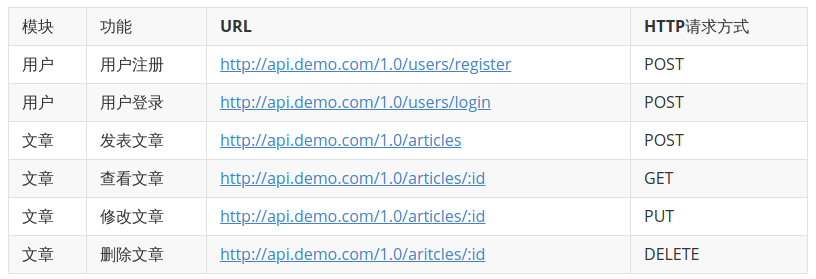 模块 功能 URL HTTP请求方式
用户 用户注册 http://api.demo.com/1.0/users/register POST
用户 用户登录 http://api.demo.com/1.0/users/login POST
文章 发表文章 http://api.demo.com/1.0/articles POST
文章 查看文章 http://api.demo.com/1.0/articles/:id GET
文章 修改文章 http://api.demo.com/1.0/articles/:id PUT
文章 删除文章 http://api.demo.com/1.0/aritcles/:id DELETE